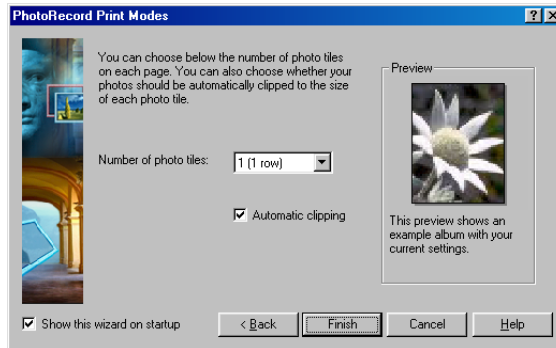 PhotoRecord Print Modes
You can choose below the number of photo tiles
on each page. You can also choose whether your
photos should be automatically clipped to the size
of each photo tile.
Preview
Number of photo tiles:
1 (1 row)
Automatic clipping
This preview shows an
example album with your
current settings.
Show this wizard on startup
< Back
Finish
Cancel
Help